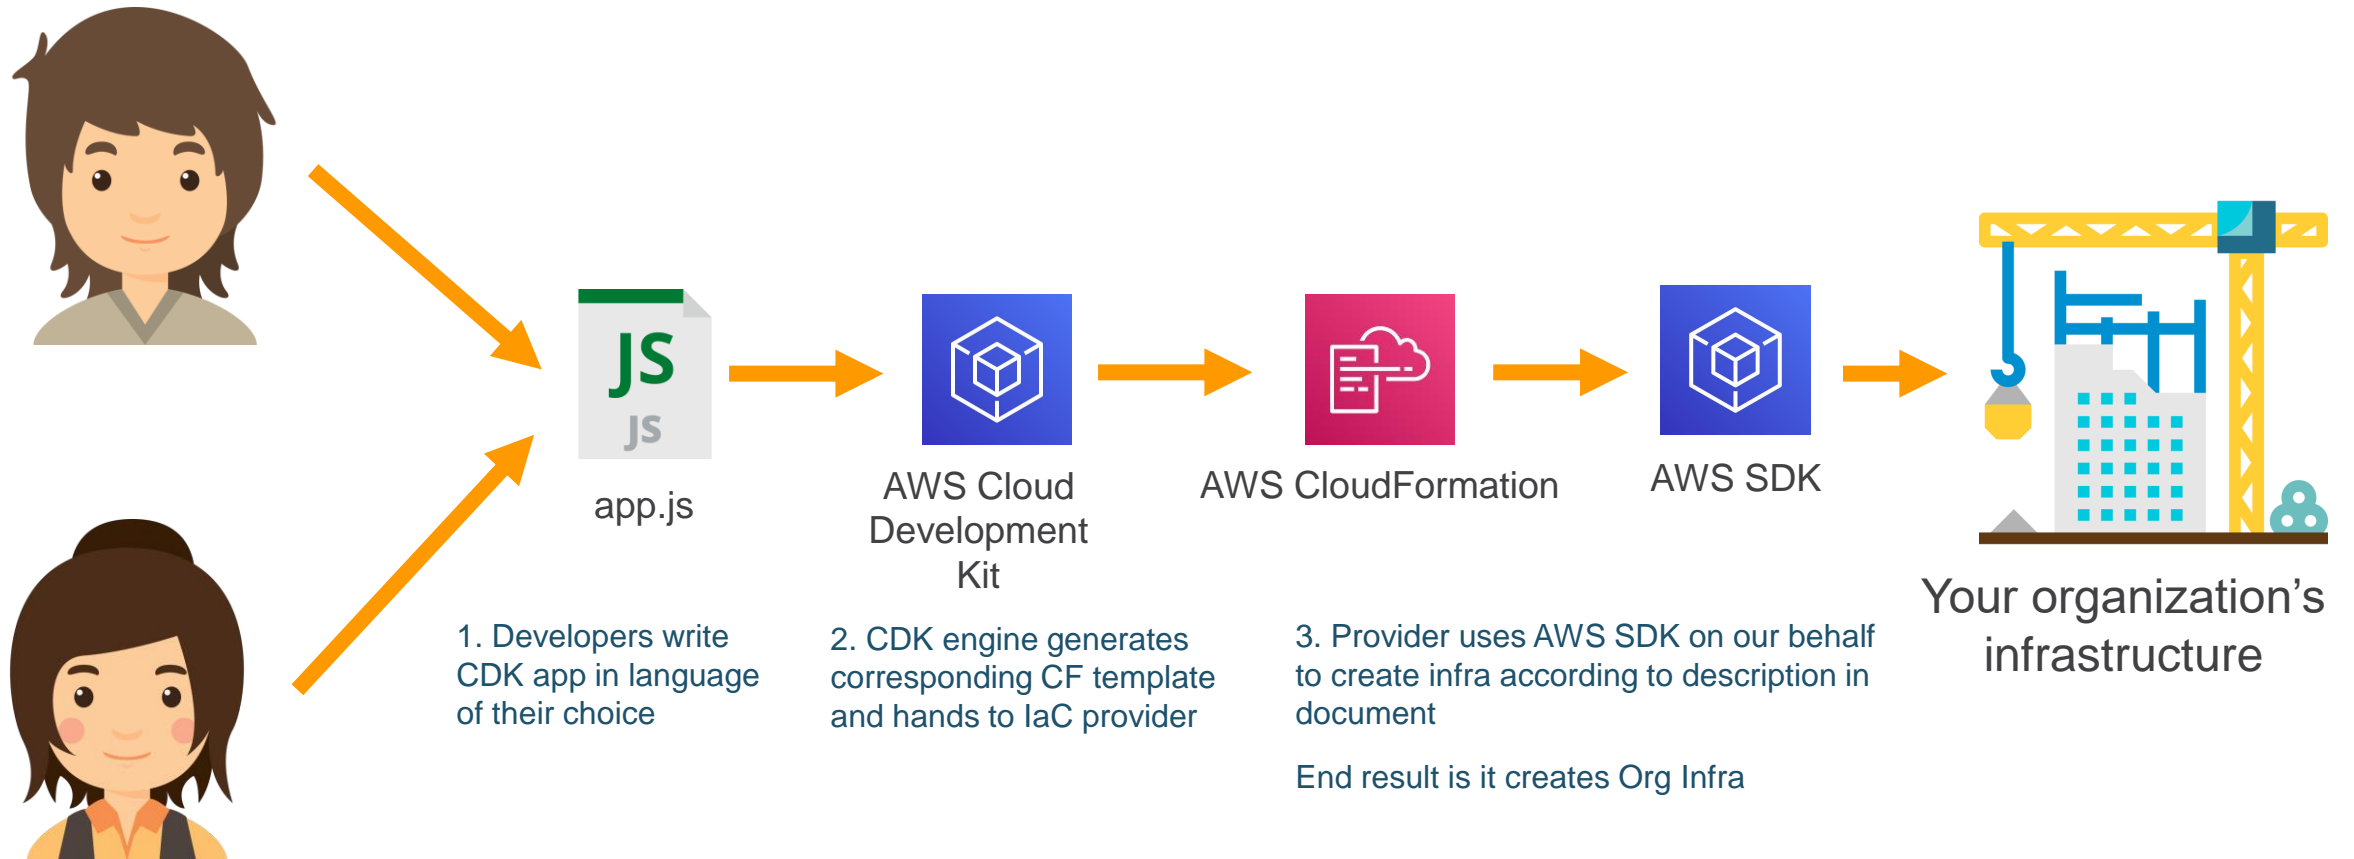 JS
JS
app.js
AWS Cloud
Development
Kit
AWS CloudFormation
AWS SDK
Your organization’s
infrastructure
1. Developers write
CDK app in language
of their choice
2. CDK engine generates
corresponding CF template
and hands to IaC provider
3. Provider uses AWS SDK on our behalf
to create infra according to description in
document
End result is it creates Org Infra